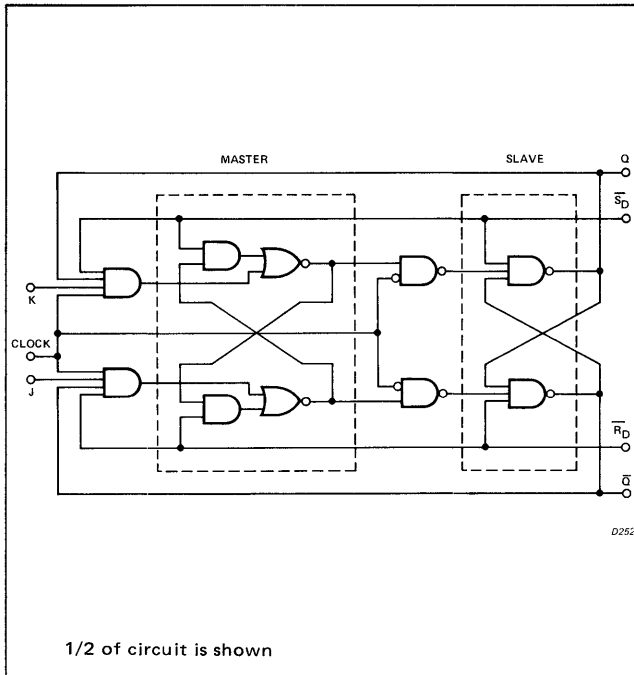 MASTER
SLAVE
Q
S̅D
K
CLOCK
J
R̅D
Q̅
D252
1/2 of circuit is shown